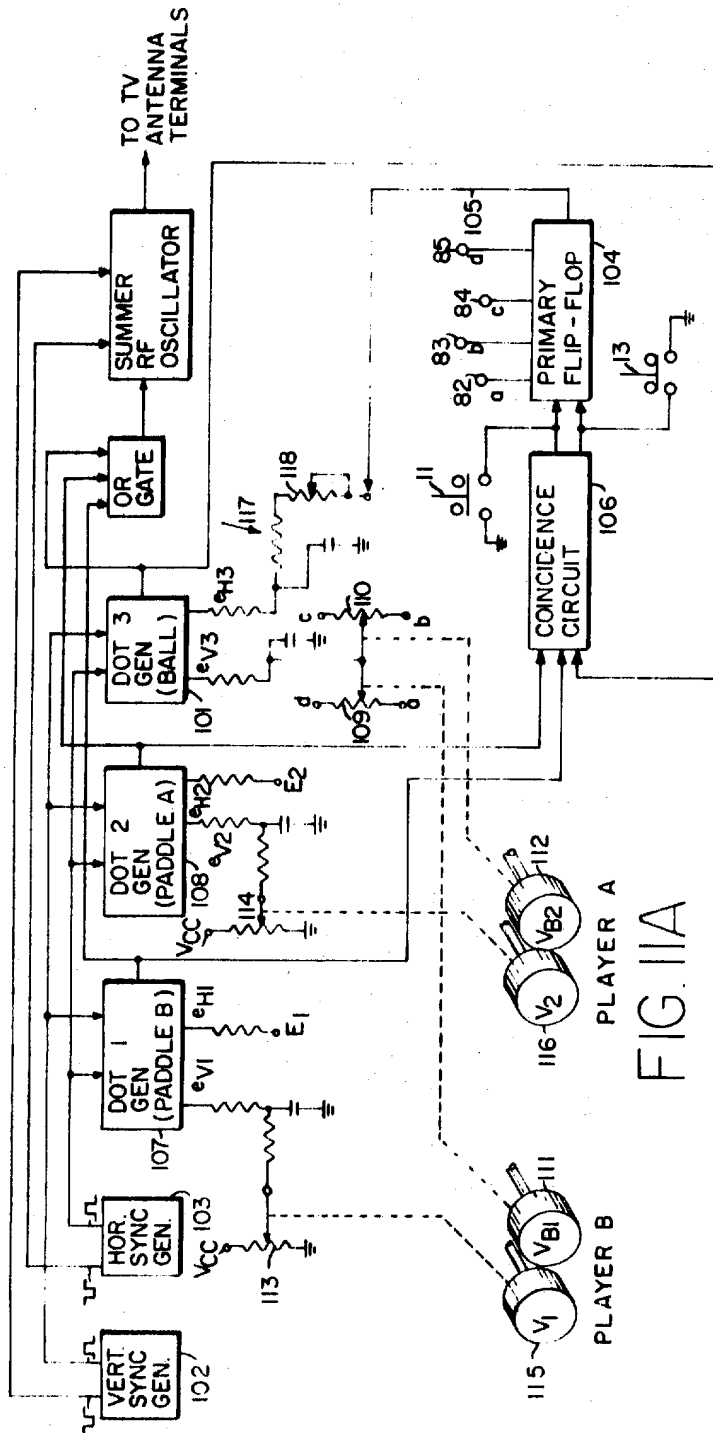 TO TV
ANTENNA
TERMINALS
SUMMER
RF
OSCILLATOR
OR
GATE
DOT 3
GEN
(BALL)
101
eV3
eH3
117
118
105
DOT 2
GEN
(PADDLE A)
108
eV2
eH2
E2
VCC
114
DOT 1
GEN
(PADDLE B)
107
eV1
eH1
E1
VCC
113
HOR.
SYNC
GEN.
103
VERT.
SYNC
GEN.
102
d
109
a
c
110
b
82
a
83
b
84
c
85
d
PRIMARY
FLIP-FLOP
104
11
13
COINCIDENCE
CIRCUIT
106
V1
115
VB1
111
PLAYER B
V2
116
VB2
112
PLAYER A
FIG. 11A